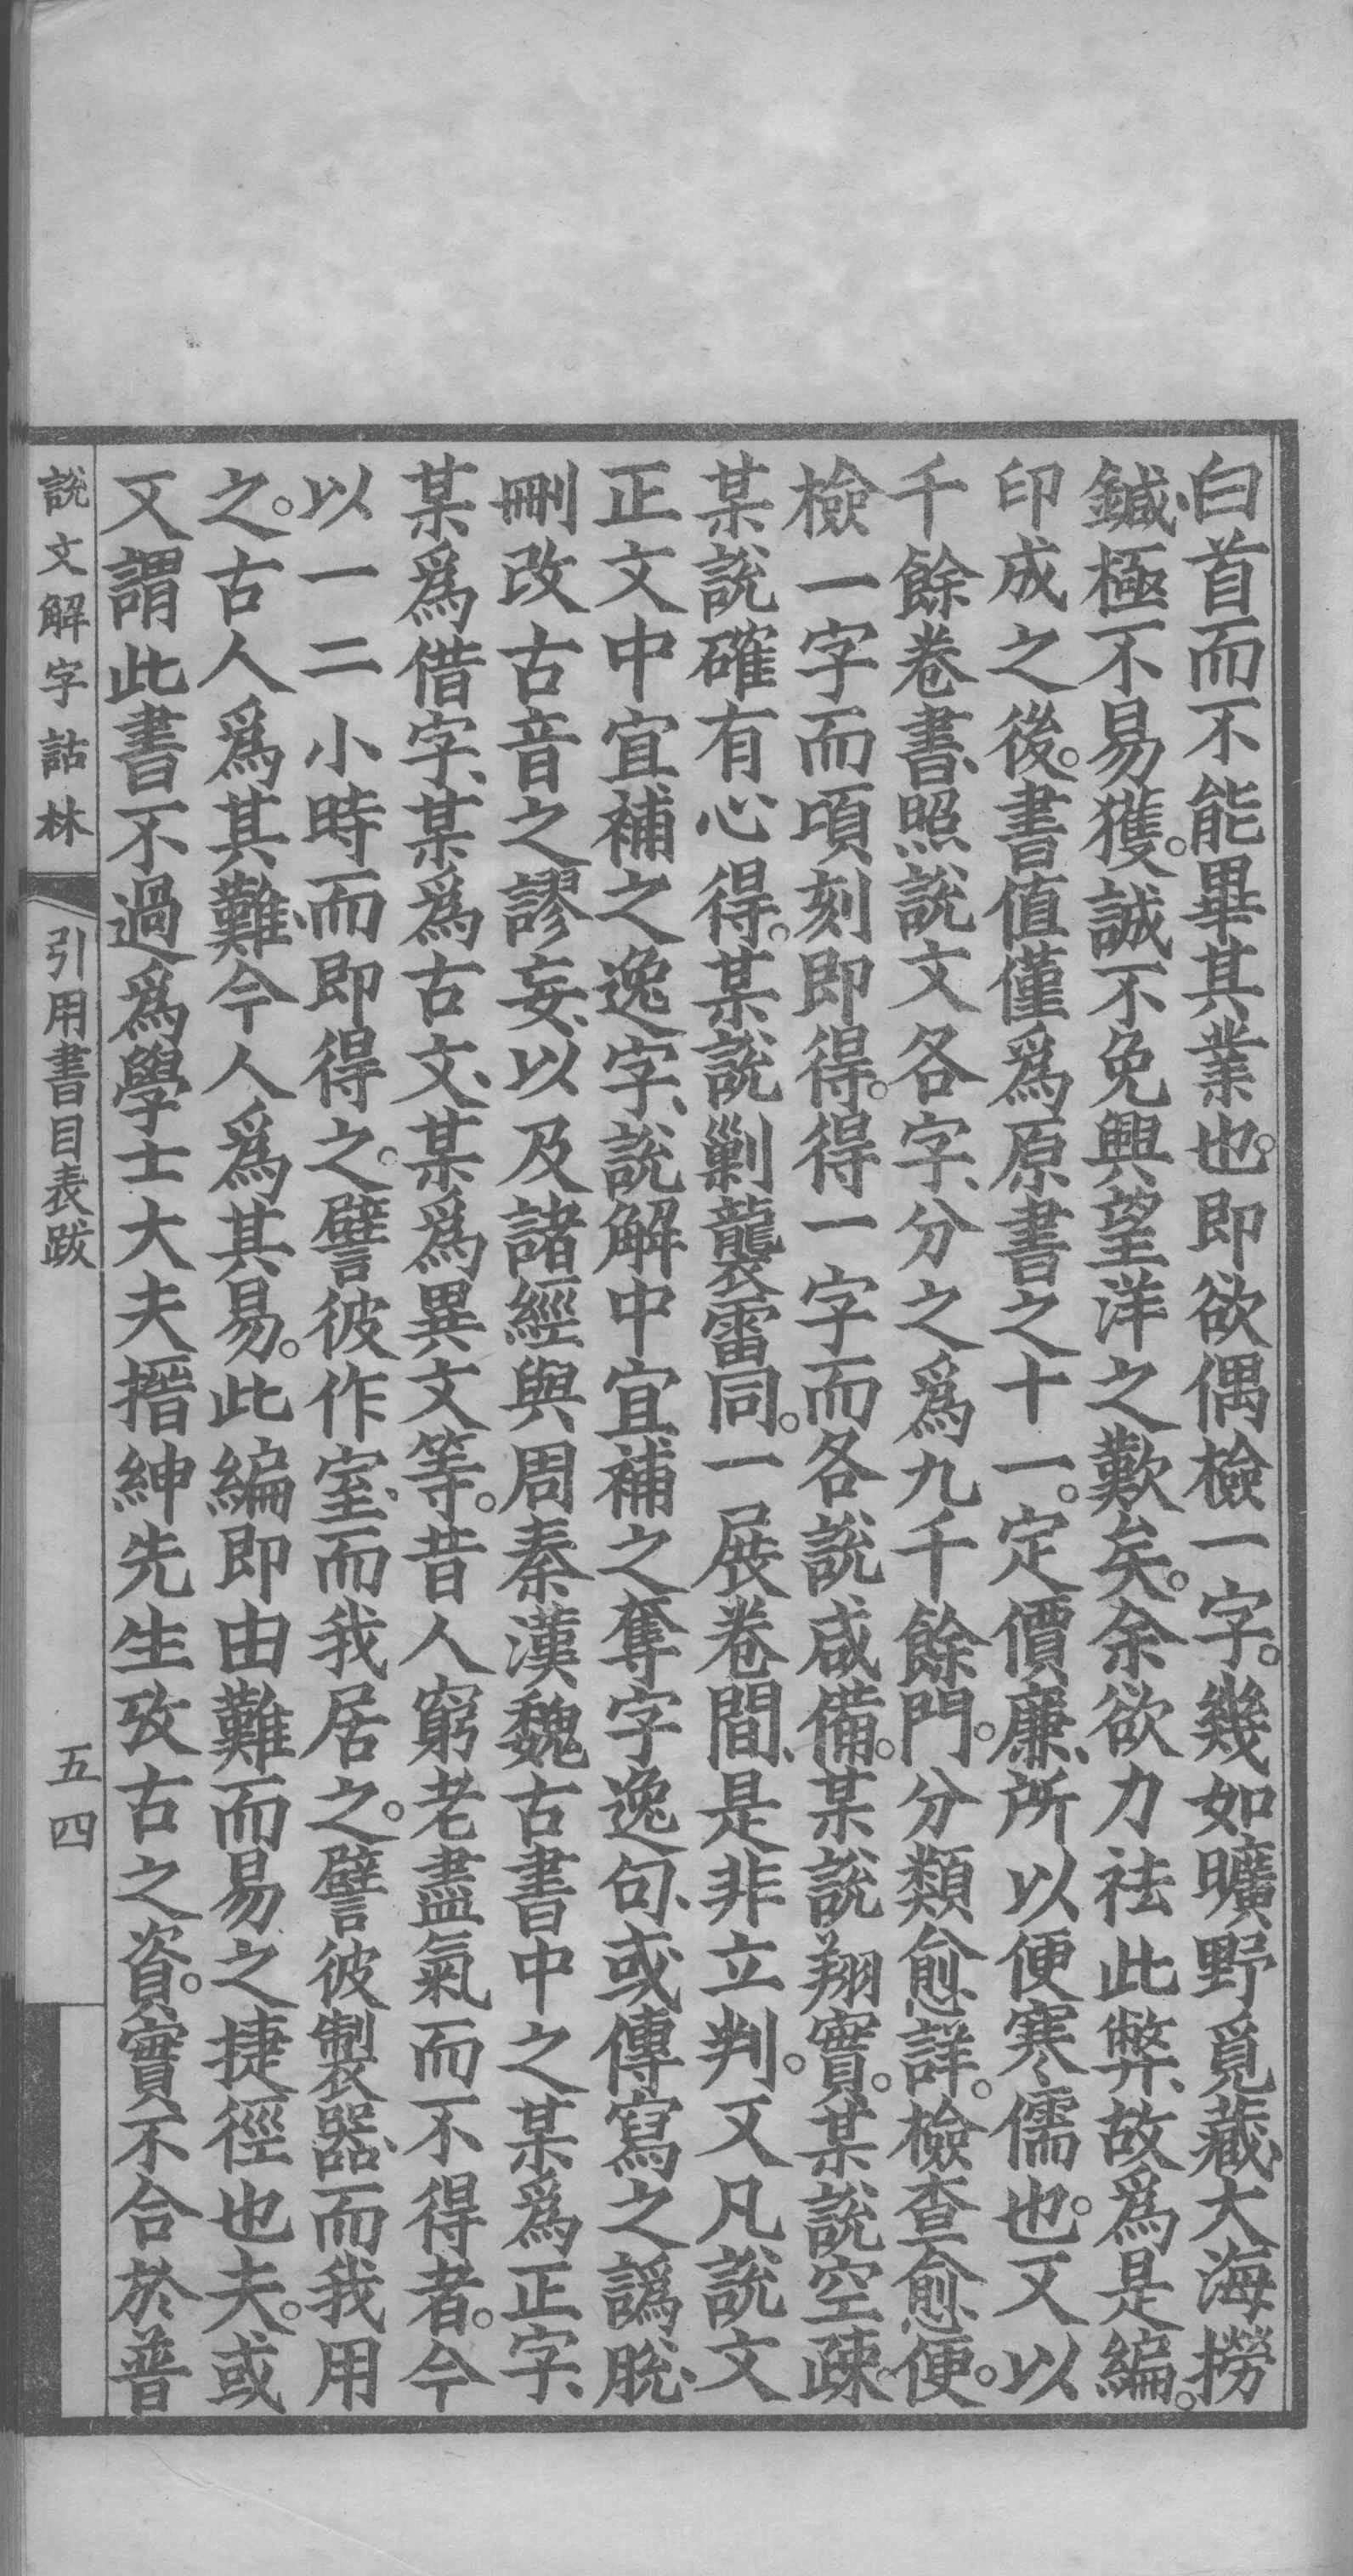 白首而不能畢其業也。即欲偶檢一字。幾如曠野覓藏、大海撈
鍼、極不易獲。誠不免興望洋之歎矣。余欲力祛此弊、故爲是編。
印成之後。書值僅爲原書之十一。定價廉、所以便寒儒也。又以
千餘卷書、照說文各字、分之爲九千餘門。分類愈詳。檢查愈便。
檢一字而頃刻即得。得一字而各說咸備。某說翔實。某說空疎。
某說確有心得。某說剿襲雷同。一展卷間、是非立判。又凡說文
正文中宜補之逸字、說解中宜補之奪字逸句、或傳寫之譌脫、
刪改古音之謬妄、以及諸經與周秦漢魏古書中之某爲正字、
某爲借字、某爲古文、某爲異文等。昔人窮老盡氣而不得者。今
以一二小時而即得之。譬彼作室、而我居之。譬彼製器、而我用
之。古人爲其難、今人爲其易。此編即由難而易之捷徑也夫。或
又謂此書不過爲學士大夫搢紳先生攷古之資。實不合於普
說文解字詁林 引用書目表跋 五四